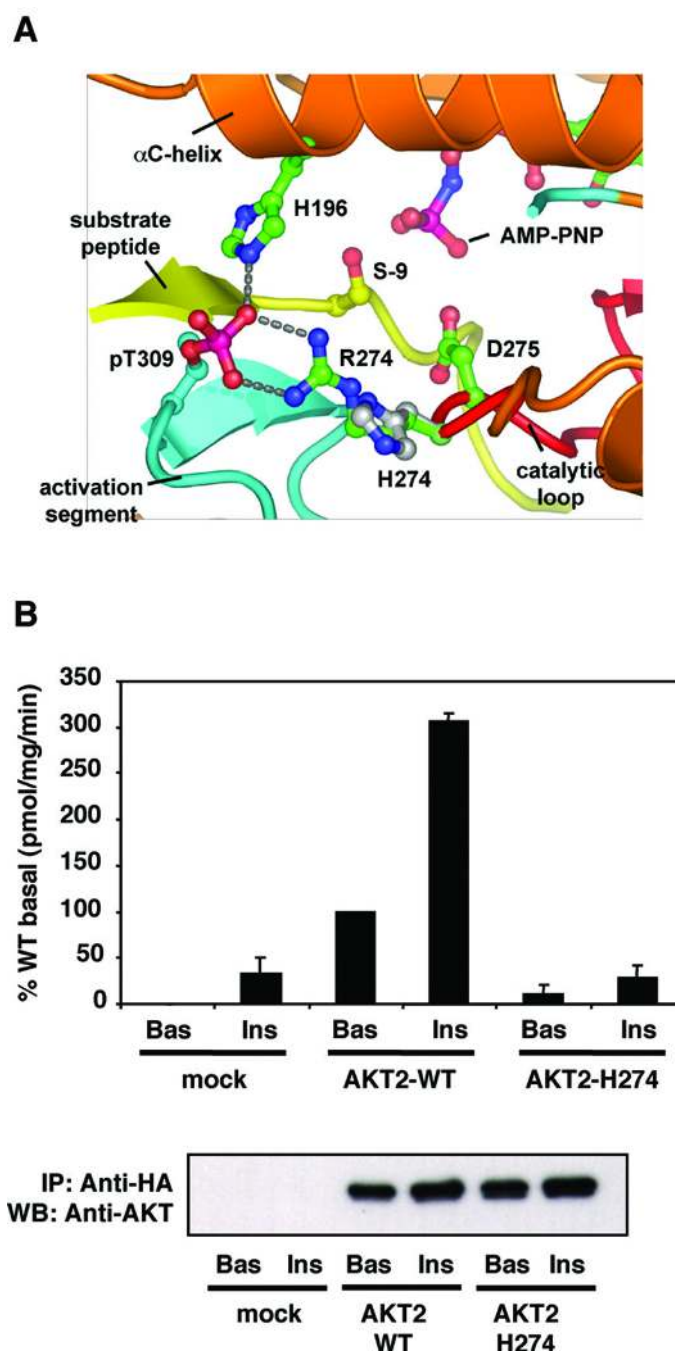 A
αC-helix
H196
substrate
peptide
AMP-PNP
S-9
pT309
R274
D275
H274
catalytic
loop
activation
segment
B
% WT basal (pmol/mg/min)
350
300
250
200
150
100
50
0
Bas Ins Bas Ins Bas Ins
mock AKT2-WT AKT2-H274
IP: Anti-HA
WB: Anti-AKT
Bas Ins Bas Ins Bas Ins
mock AKT2 AKT2
WT H274